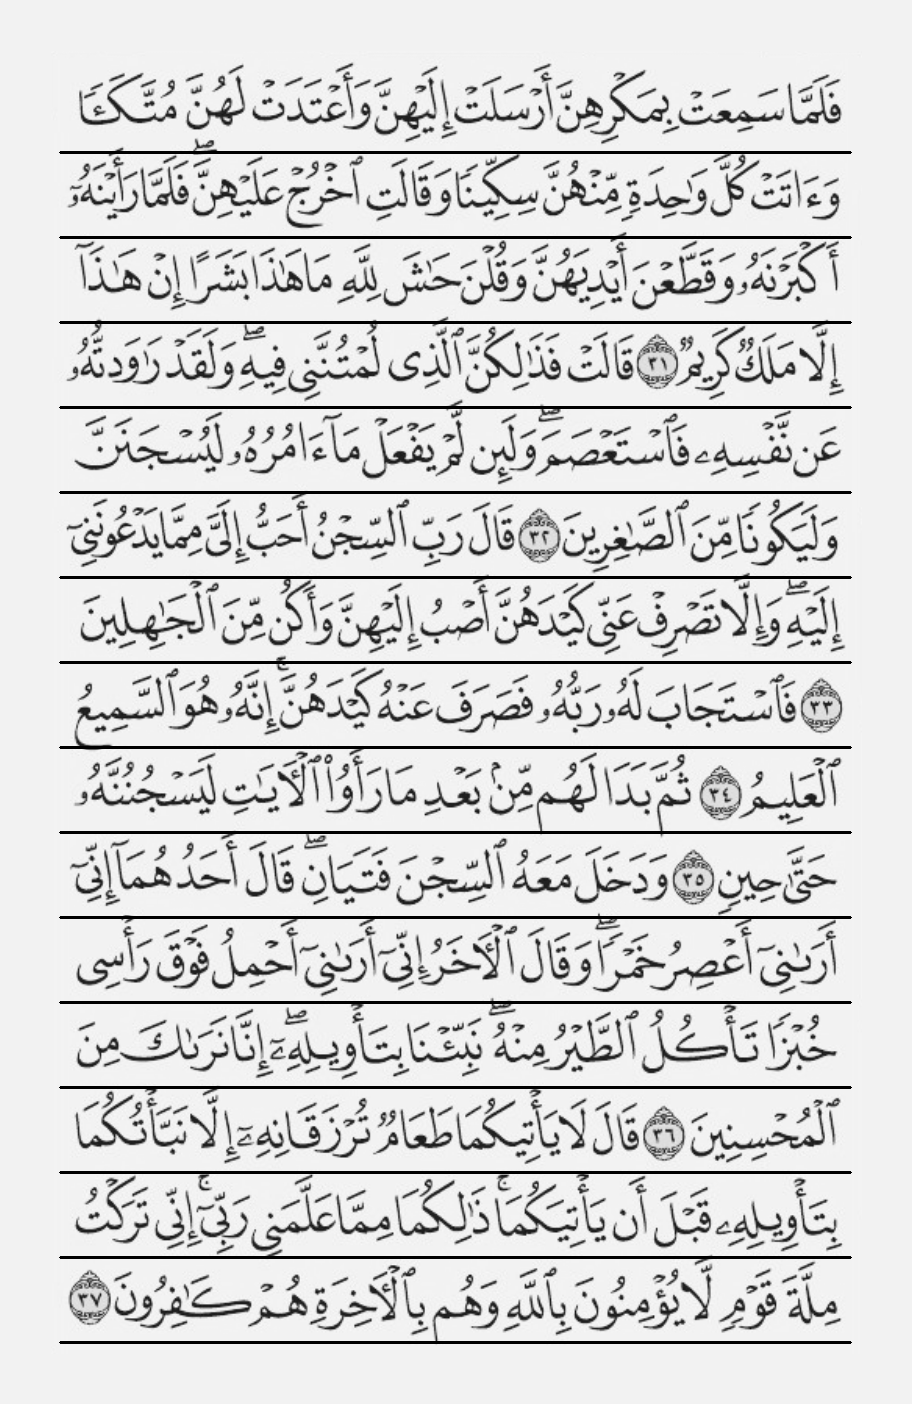 فَلَمَّا سَمِعَتْ بِمَكْرِهِنَّ أَرْسَلَتْ إِلَيْهِنَّ وَأَعْتَدَتْ لَهُنَّ مُتَّكَـًٔا
وَءَاتَتْ كُلَّ وَٰحِدَةٍ مِّنْهُنَّ سِكِّينًا وَقَالَتِ ٱخْرُجْ عَلَيْهِنَّ ۖ فَلَمَّا رَأَيْنَهُۥٓ
أَكْبَرْنَهُۥ وَقَطَّعْنَ أَيْدِيَهُنَّ وَقُلْنَ حَٰشَ لِلَّهِ مَا هَٰذَا بَشَرًا إِنْ هَٰذَآ
إِلَّا مَلَكٌ كَرِيمٌ ٣١ قَالَتْ فَذَٰلِكُنَّ ٱلَّذِى لُمْتُنَّنِى فِيهِ ۖ وَلَقَدْ رَٰوَدتُّهُۥ
عَن نَّفْسِهِۦ فَٱسْتَعْصَمَ ۖ وَلَئِن لَّمْ يَفْعَلْ مَآ ءَامُرُهُۥ لَيُسْجَنَنَّ
وَلَيَكُونًا مِّنَ ٱلصَّٰغِرِينَ ٣٢ قَالَ رَبِّ ٱلسِّجْنُ أَحَبُّ إِلَىَّ مِمَّا يَدْعُونَنِىٓ
إِلَيْهِ ۖ وَإِلَّا تَصْرِفْ عَنِّى كَيْدَهُنَّ أَصْبُ إِلَيْهِنَّ وَأَكُن مِّنَ ٱلْجَٰهِلِينَ
٣٣ فَٱسْتَجَابَ لَهُۥ رَبُّهُۥ فَصَرَفَ عَنْهُ كَيْدَهُنَّ ۚ إِنَّهُۥ هُوَ ٱلسَّمِيعُ
ٱلْعَلِيمُ ٣٤ ثُمَّ بَدَا لَهُم مِّنۢ بَعْدِ مَا رَأَوُا۟ ٱلْـَٔايَٰتِ لَيَسْجُنُنَّهُۥ
حَتَّىٰ حِينٍ ٣٥ وَدَخَلَ مَعَهُ ٱلسِّجْنَ فَتَيَانِ ۖ قَالَ أَحَدُهُمَآ إِنِّىٓ
أَرَىٰنِىٓ أَعْصِرُ خَمْرًا ۖ وَقَالَ ٱلْـَٔاخَرُ إِنِّىٓ أَرَىٰنِىٓ أَحْمِلُ فَوْقَ رَأْسِى
خُبْزًا تَأْكُلُ ٱلطَّيْرُ مِنْهُ ۖ نَبِّئْنَا بِتَأْوِيلِهِۦٓ ۖ إِنَّا نَرَىٰكَ مِنَ
ٱلْمُحْسِنِينَ ٣٦ قَالَ لَا يَأْتِيكُمَا طَعَامٌ تُرْزَقَانِهِۦٓ إِلَّا نَبَّأْتُكُمَا
بِتَأْوِيلِهِۦ قَبْلَ أَن يَأْتِيَكُمَا ۚ ذَٰلِكُمَا مِمَّا عَلَّمَنِى رَبِّىٓ ۚ إِنِّى تَرَكْتُ
مِلَّةَ قَوْمٍ لَّا يُؤْمِنُونَ بِٱللَّهِ وَهُم بِٱلْـَٔاخِرَةِ هُمْ كَٰفِرُونَ ٣٧